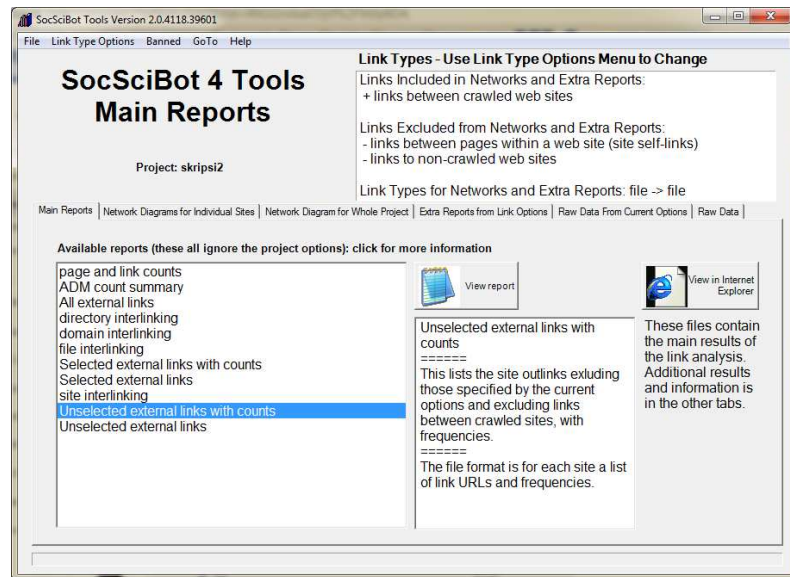 SocSciBot Tools Version 2.0.4118.39601
File Link Type Options Banned GoTo Help
SocSciBot 4 Tools
Main Reports
Project: skripsi2
Link Types - Use Link Type Options Menu to Change
Links Included in Networks and Extra Reports:
+ links between crawled web sites
Links Excluded from Networks and Extra Reports:
- links between pages within a web site (site self-links)
- links to non-crawled web sites
Link Types for Networks and Extra Reports: file -> file
Main Reports Network Diagrams for Individual Sites Network Diagram for Whole Project Extra Reports from Link Options Raw Data From Current Options Raw Data
Available reports (these all ignore the project options): click for more information
page and link counts
ADM count summary
All external links
directory interlinking
domain interlinking
file interlinking
Selected external links with counts
Selected external links
site interlinking
Unselected external links with counts
Unselected external links
View report
Unselected external links with
counts
======
This lists the site outlinks exluding
those specified by the current
options and excluding links
between crawled sites, with
frequencies.
======
The file format is for each site a list
of link URLs and frequencies.
View in Internet
Explorer
These files contain
the main results of
the link analysis.
Additional results
and information is
in the other tabs.